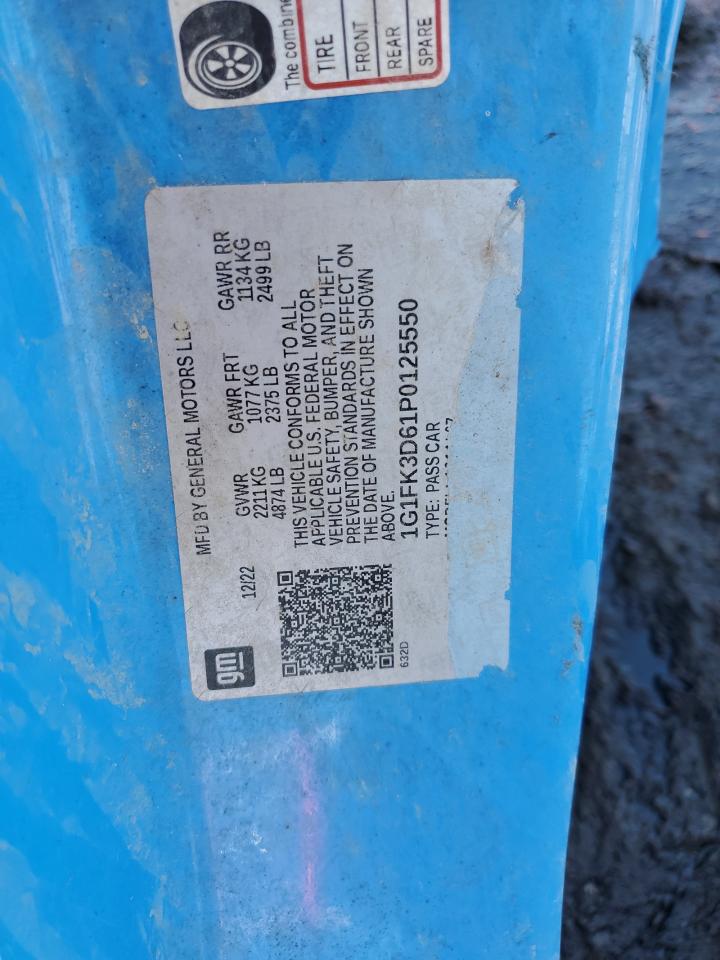 The combine
TIRE
FRONT
REAR
SPARE
gm
MFD BY GENERAL MOTORS LLC
12/22
GVWR
2211 KG
4874 LB
GAWR FRT
1077 KG
2375 LB
GAWR RR
1134 KG
2499 LB
THIS VEHICLE CONFORMS TO ALL
APPLICABLE U.S. FEDERAL MOTOR
VEHICLE SAFETY, BUMPER, AND THEFT
PREVENTION STANDARDS IN EFFECT ON
THE DATE OF MANUFACTURE SHOWN
ABOVE.
632D
1G1FK3D61P0125550
TYPE: PASS CAR